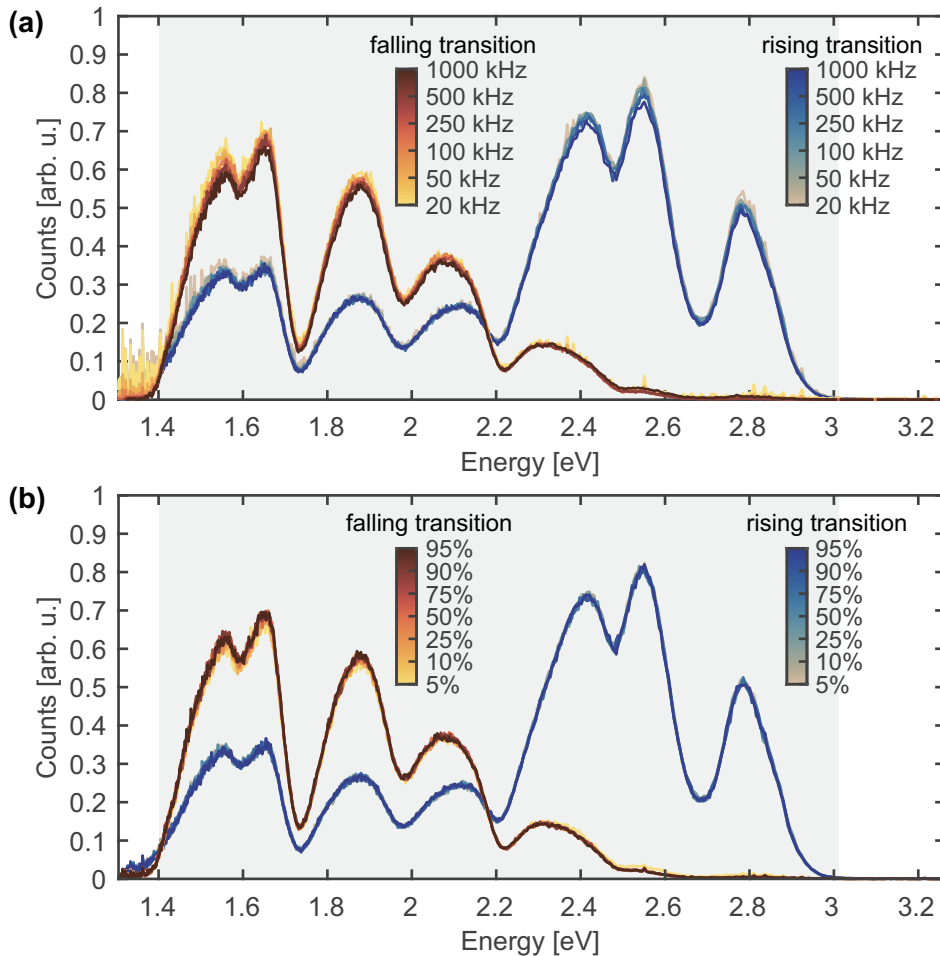 (a)
Counts [arb. u.]
1
0.9
0.8
0.7
0.6
0.5
0.4
0.3
0.2
0.1
0
falling transition
1000 kHz
500 kHz
250 kHz
100 kHz
50 kHz
20 kHz
rising transition
1000 kHz
500 kHz
250 kHz
100 kHz
50 kHz
20 kHz
1.4 1.6 1.8 2 2.2 2.4 2.6 2.8 3 3.2
Energy [eV]
(b)
Counts [arb. u.]
1
0.9
0.8
0.7
0.6
0.5
0.4
0.3
0.2
0.1
0
falling transition
95%
90%
75%
50%
25%
10%
5%
rising transition
95%
90%
75%
50%
25%
10%
5%
1.4 1.6 1.8 2 2.2 2.4 2.6 2.8 3 3.2
Energy [eV]